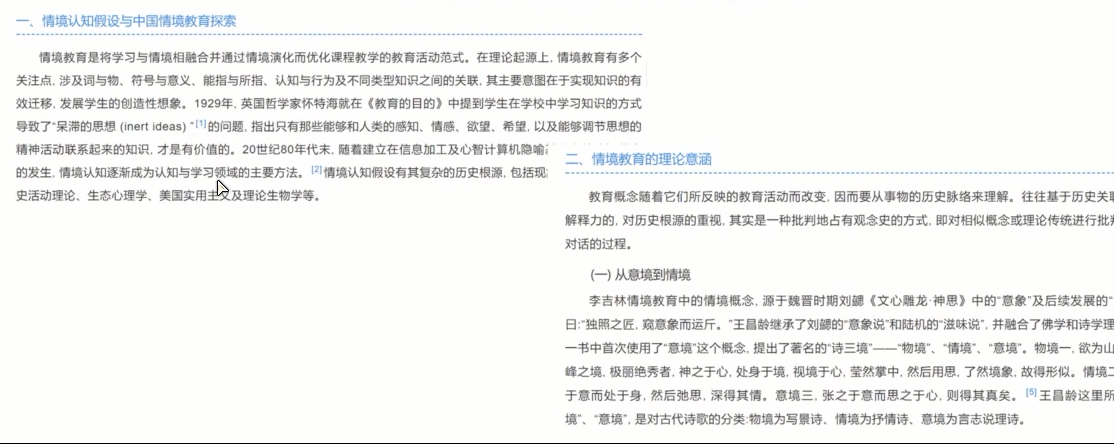 一、情境认知假设与中国情境教育探索
情境教育是将学习与情境相融合并通过情境演化而优化课程教学的教育活动范式。在理论起源上, 情境教育有多个
关注点, 涉及词与物、符号与意义、能指与所指、认知与行为及不同类型知识之间的关联, 其主要意图在于实现知识的有
效迁移, 发展学生的创造性想象。1929年, 英国哲学家怀特海就在《教育的目的》中提到学生在学校中学习知识的方式
导致了“呆滞的思想 (inert ideas) ”[1]的问题, 指出只有那些能够和人类的感知、情感、欲望、希望, 以及能够调节思想的
精神活动联系起来的知识, 才是有价值的。20世纪80年代末, 随着建立在信息加工及心智计算机隐喻
的发生, 情境认知逐渐成为认知与学习领域的主要方法。[2]情境认知假设有其复杂的历史根源, 包括现
史活动理论、生态心理学、美国实用主义及理论生物学等。
二、情境教育的理论意涵
教育概念随着它们所反映的教育活动而改变, 因而要从事物的历史脉络来理解。往往基于历史关
解释力的, 对历史根源的重视, 其实是一种批判地占有观念史的方式, 即对相似概念或理论传统进行批
对话的过程。
(一) 从意境到情境
李吉林情境教育中的情境概念, 源于魏晋时期刘勰《文心雕龙·神思》中的“意象”及后续发展的“
曰:“独照之匠, 窥意象而运斤。”王昌龄继承了刘勰的“意象说”和陆机的“滋味说”, 并融合了佛学和诗学理
一书中首次使用了“意境”这个概念, 提出了著名的“诗三境”——“物境”、“情境”、“意境”。物境一, 欲为山
峰之境, 极丽绝秀者, 神之于心, 处身于境, 视境于心, 莹然掌中, 然后用思, 了然境象, 故得形似。情境二
于意而处于身, 然后弛思, 深得其情。意境三, 张之于意而思之于心, 则得其真矣。[5]王昌龄这里所
境”、“意境”, 是对古代诗歌的分类:物境为写景诗、情境为抒情诗、意境为言志说理诗。